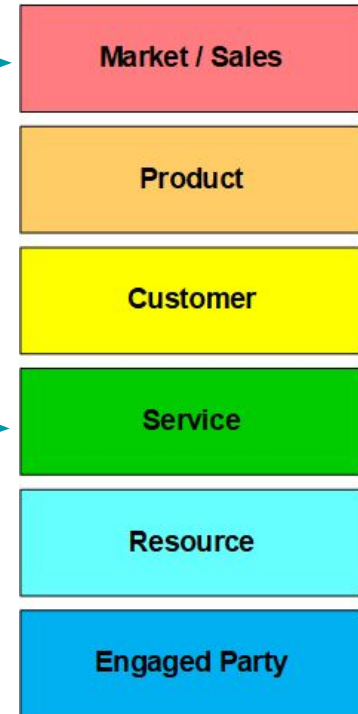 Market / Sales
Product
Customer
Service
Resource
Engaged Party